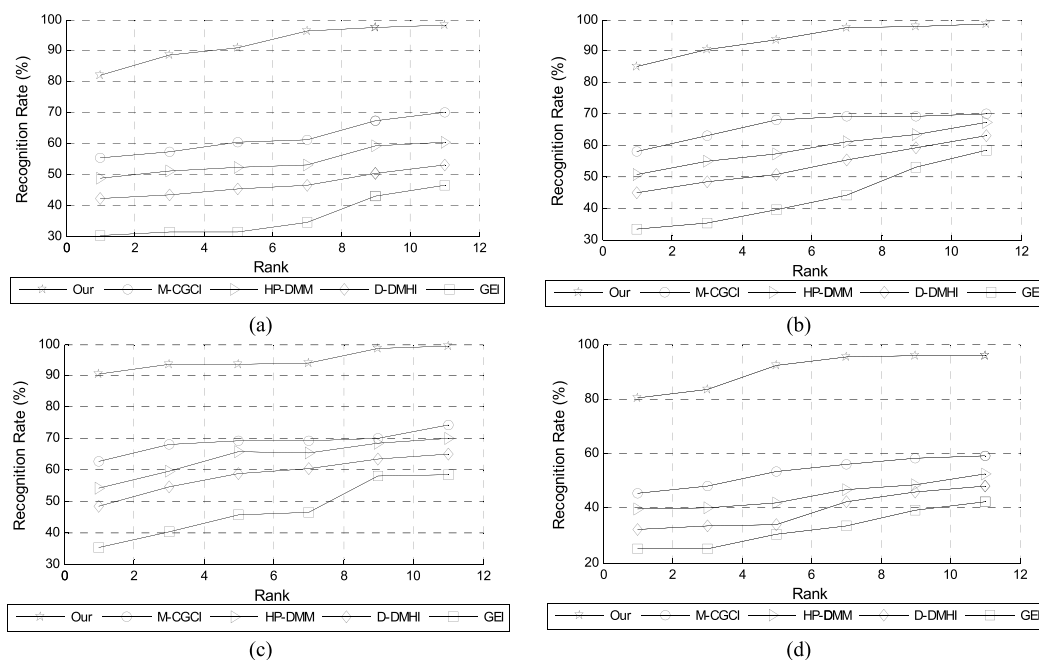 100
90
80
70
60
50
40
30
0 2 4 6 8 10 12
Recognition Rate (%)
Rank
Our M-CGCI HP-DMM D-DMHI GEI
(a)
100
90
80
70
60
50
40
30
0 2 4 6 8 10 12
Recognition Rate (%)
Rank
Our M-CGCI HP-DMM D-DMHI GEI
(b)
100
90
80
70
60
50
40
30
0 2 4 6 8 10 12
Recognition Rate (%)
Rank
Our M-CGCI HP-DMM D-DMHI GEI
(c)
100
80
60
40
20
0 2 4 6 8 10 12
Recognition Rate (%)
Rank
Our M-CGCI HP-DMM D-DMHI GEI
(d)